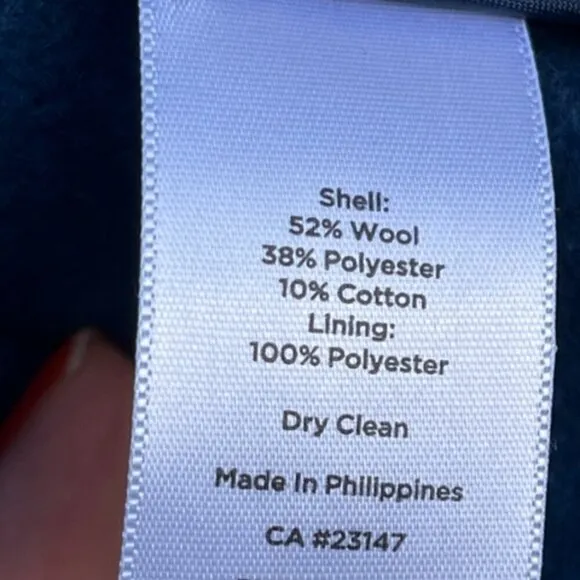 Shell:
52% Wool
38% Polyester
10% Cotton
Lining:
100% Polyester
Dry Clean
Made In Philippines
CA #23147